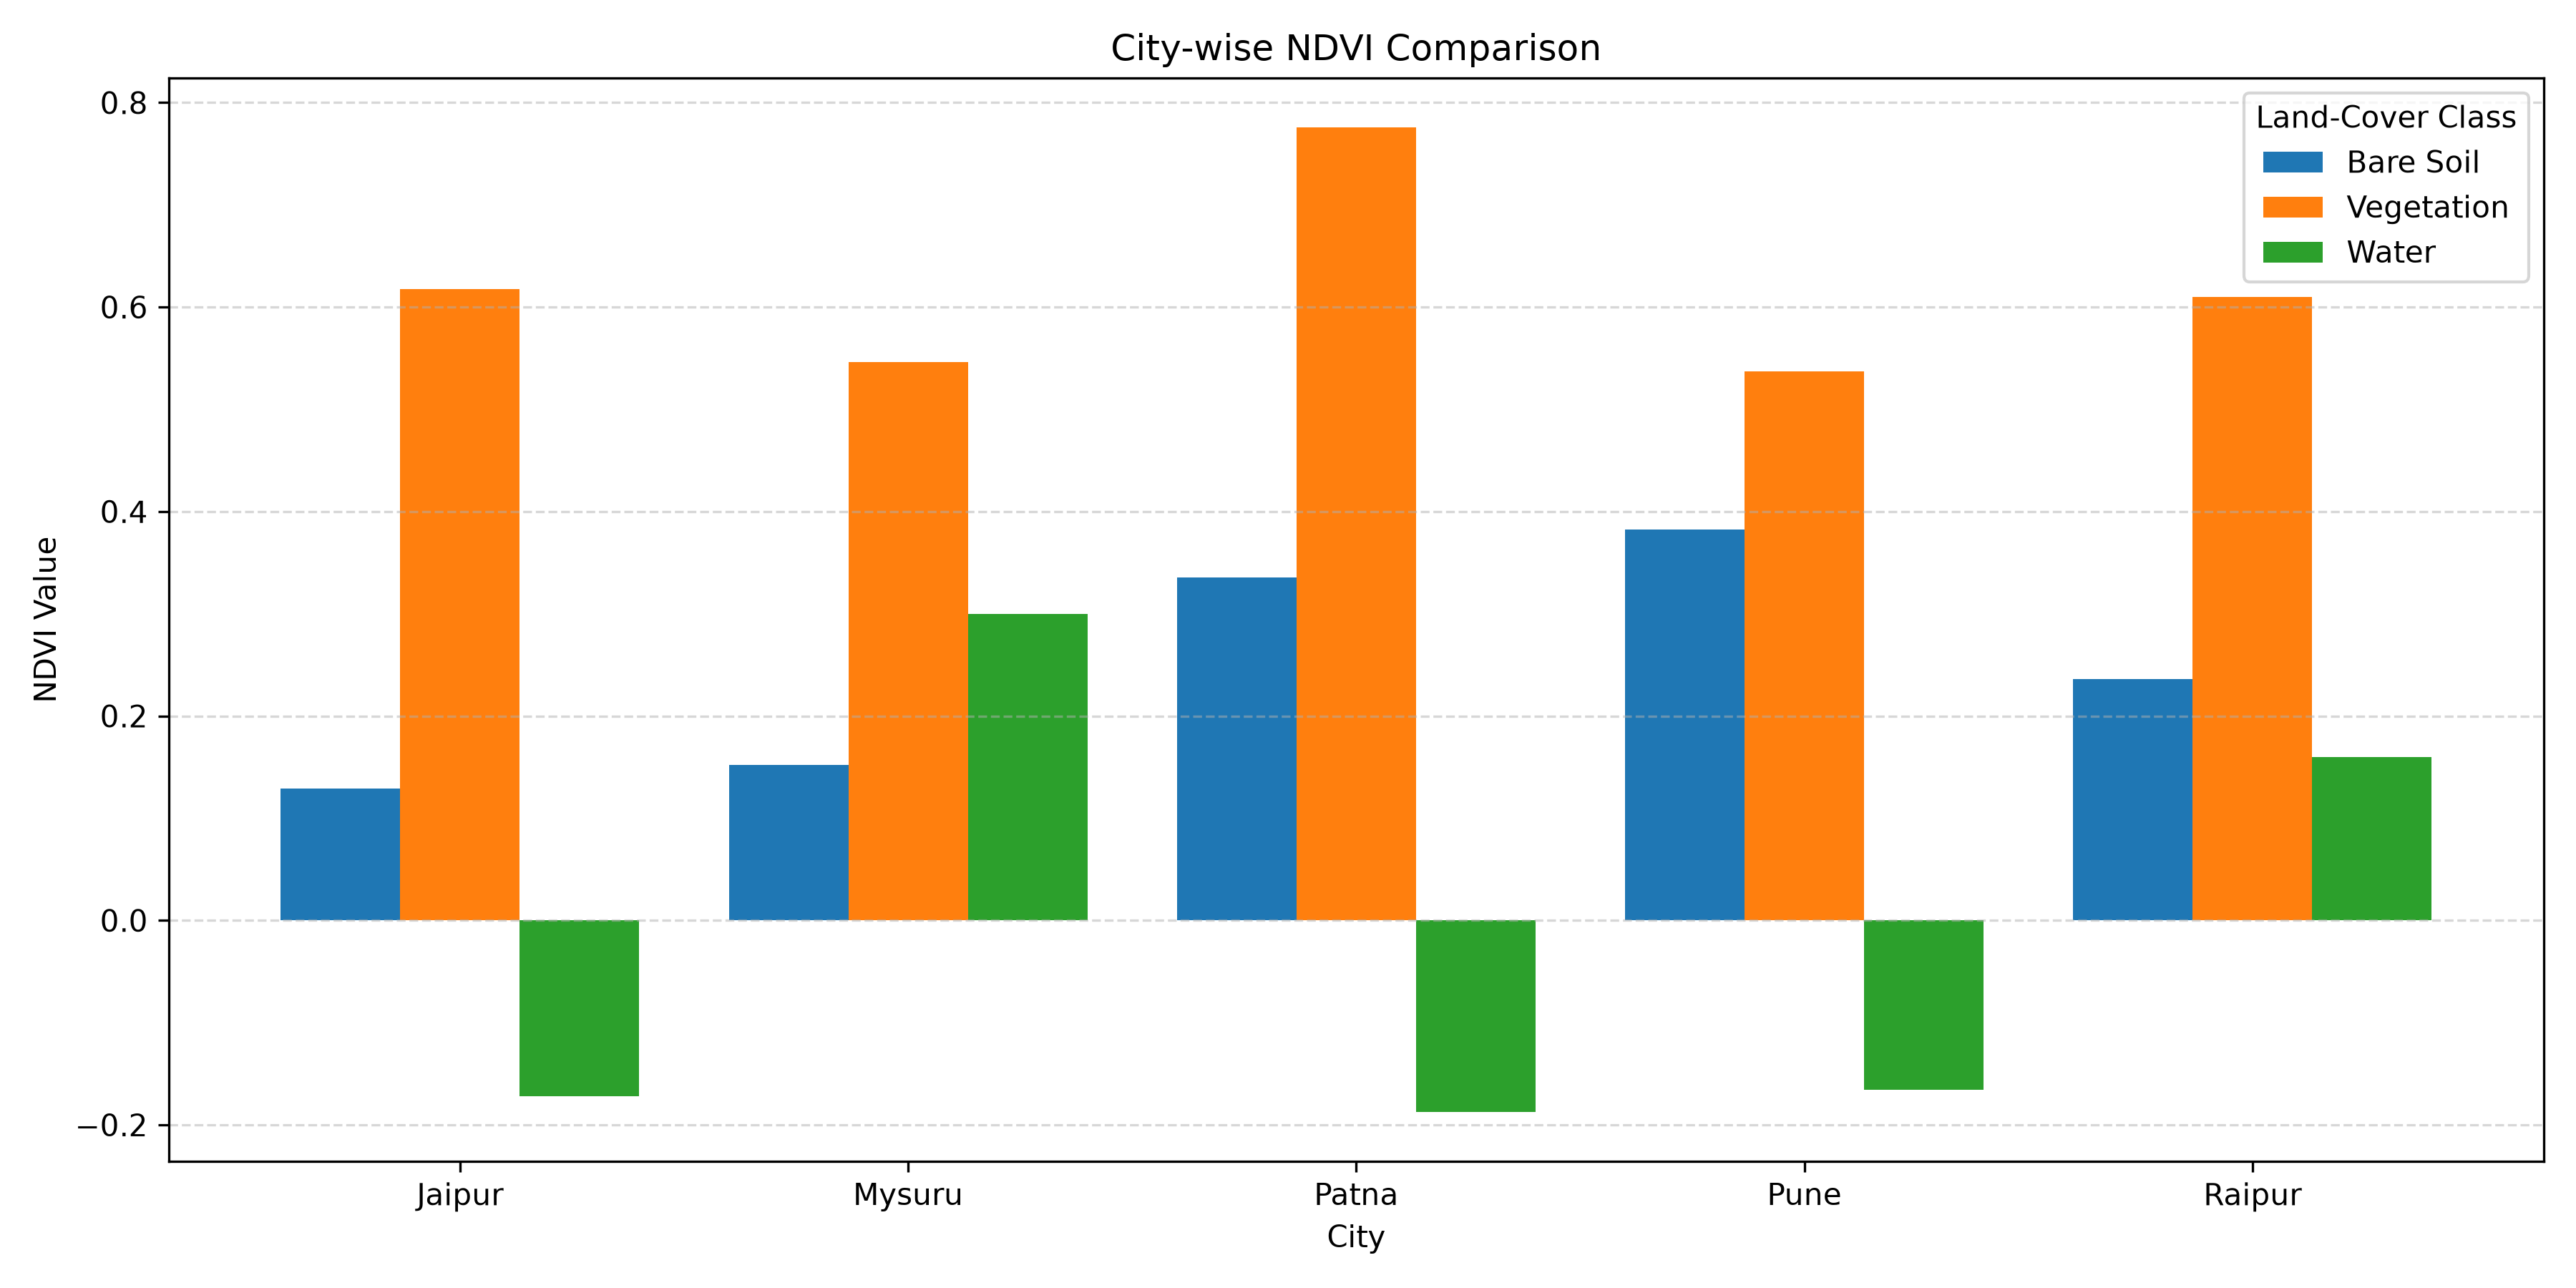 City-wise NDVI Comparison
0.8
0.6
0.4
0.2
0.0
−0.2
NDVI Value
Land-Cover Class
Bare Soil
Vegetation
Water
Jaipur Mysuru Patna Pune Raipur
City